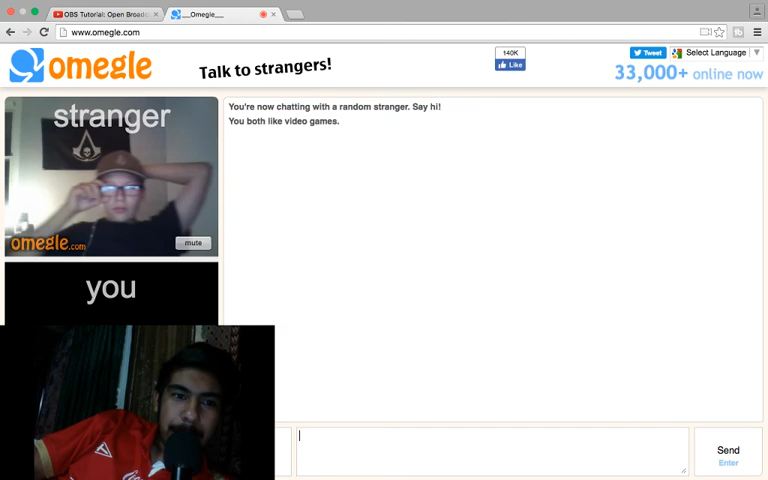 OBS Tutorial: Open Broadc
__Omegle__
www.omegle.com
omegle
Talk to strangers!
140K
Like
Tweet
Select Language
33,000+ online now
stranger
omegle.com
mute
You're now chatting with a random stranger. Say hi!
You both like video games.
you
Send
Enter